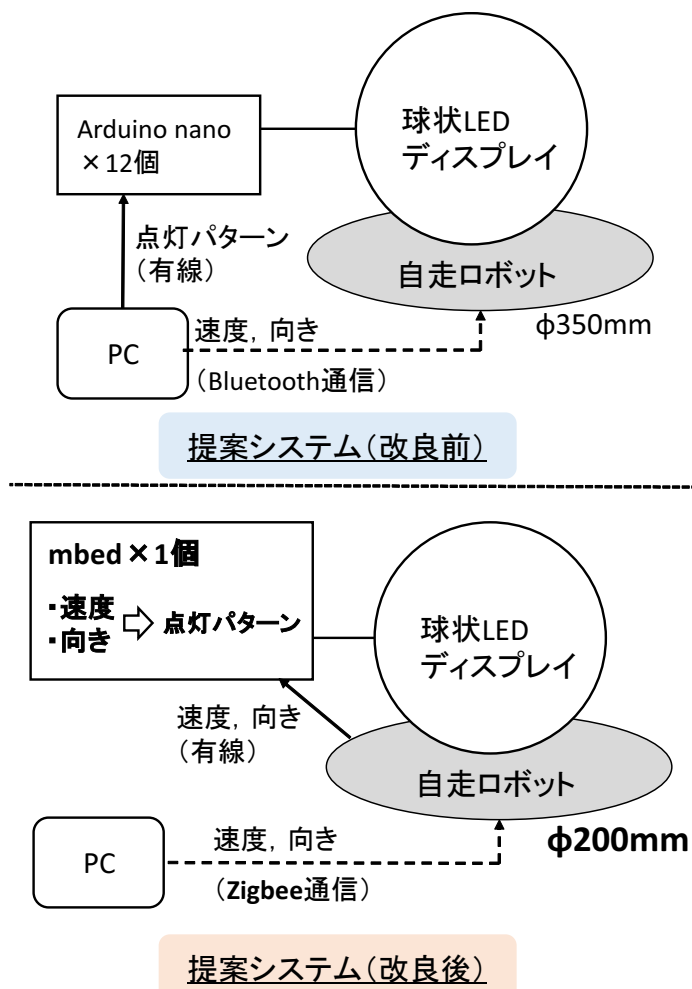 Arduino nano
×12個
球状LED
ディスプレイ
点灯パターン
（有線）
自走ロボット
φ350mm
PC
速度，向き
（Bluetooth通信）
提案システム（改良前）
mbed×1個
・速度
・向き
点灯パターン
球状LED
ディスプレイ
速度，向き
（有線）
自走ロボット
φ200mm
PC
速度，向き
（Zigbee通信）
提案システム（改良後）